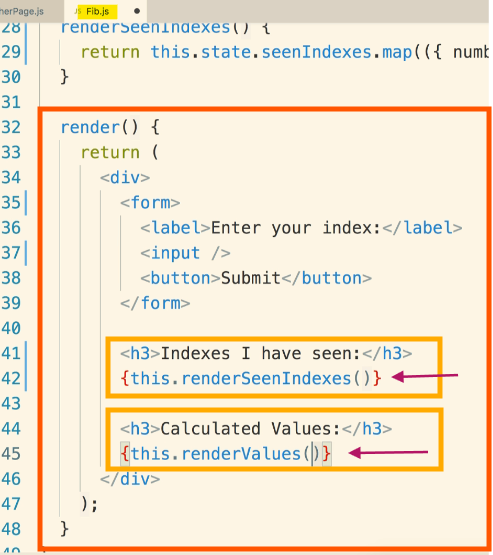 herPage.js JS Fib.js
28 renderSeenIndexes() {
29 return this.state.seenIndexes.map(({ numb
30 }
31
32 render() {
33 return (
34 <div>
35 <form>
36 <label>Enter your index:</label>
37 <input />
38 <button>Submit</button>
39 </form>
40
41 <h3>Indexes I have seen:</h3>
42 {this.renderSeenIndexes()}
43
44 <h3>Calculated Values:</h3>
45 {this.renderValues()}
46 </div>
47 );
48 }
49